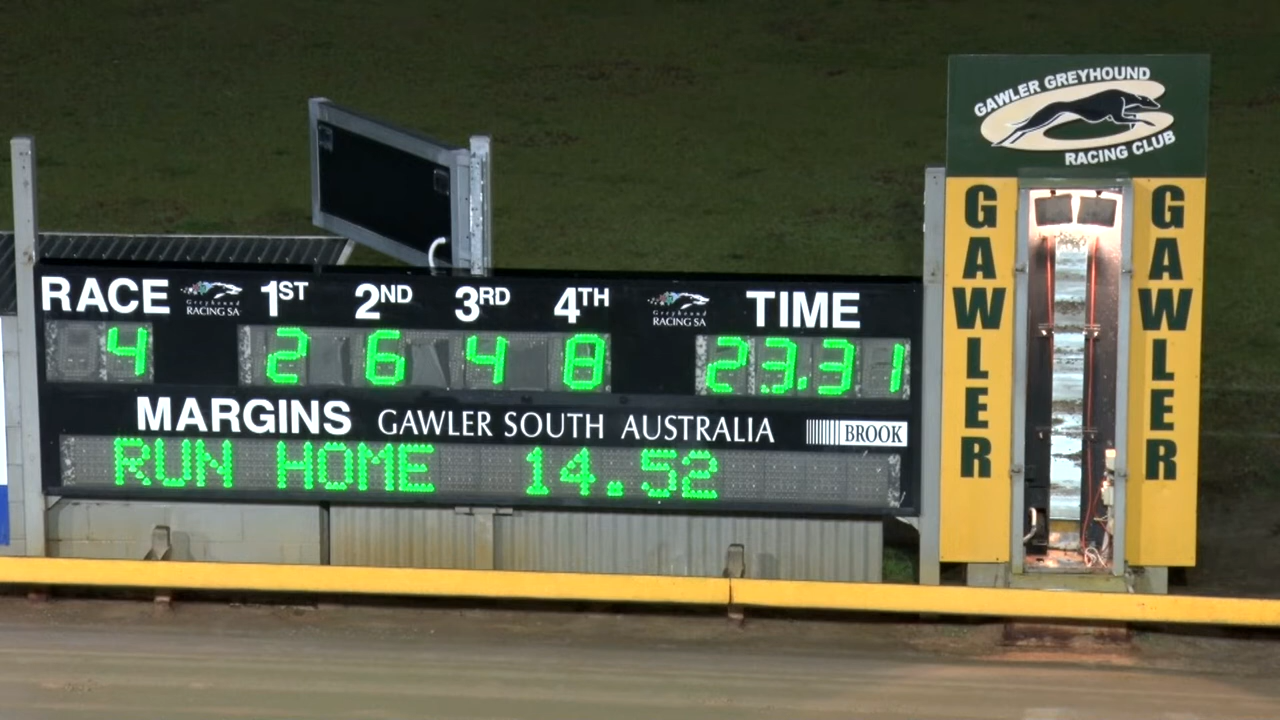 GAWLER GREYHOUND
RACING CLUB
GAWLER
GAWLER
RACE
Greyhound
RACING SA
1ST 2ND 3RD 4TH
Greyhound
RACING SA
TIME
4 2 6 4 8 23.31
MARGINS GAWLER SOUTH AUSTRALIA BROOK
RUN HOME 14.52